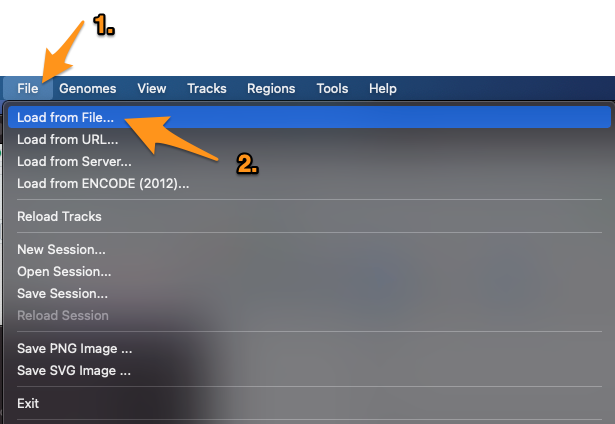 1.
File Genomes View Tracks Regions Tools Help
Load from File...
2.
Load from URL...
Load from Server...
Load from ENCODE (2012)...
Reload Tracks
New Session...
Open Session...
Save Session...
Reload Session
Save PNG Image ...
Save SVG Image ...
Exit